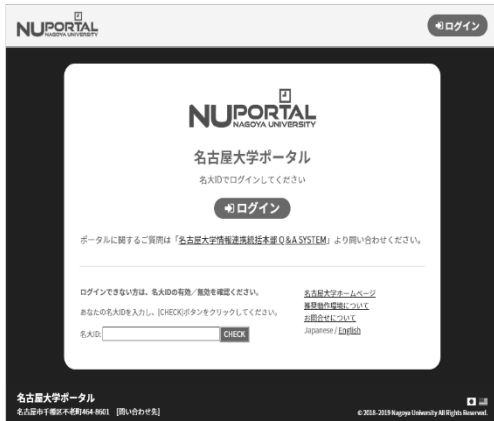 NUPORTAL
NAGOYA UNIVERSITY
ログイン
NUPORTAL
NAGOYA UNIVERSITY
名古屋大学ポータル
名大IDでログインしてください
ログイン
ポータルに関するご質問は「名古屋大学情報連携統括本部 Q&A SYSTEM」より問い合わせください。
ログインできない方は、名大IDの有効／無効を確認ください。
あなたの名大IDを入力し、[CHECK]ボタンをクリックしてください。
名大ID: CHECK
名古屋大学ホームページ
推奨動作環境について
お問合せについて
Japanese / English
名古屋大学ポータル
名古屋市千種区不老町464-8601 [問い合わせ先]
© 2018-2019 Nagoya University All Rights Reserved.